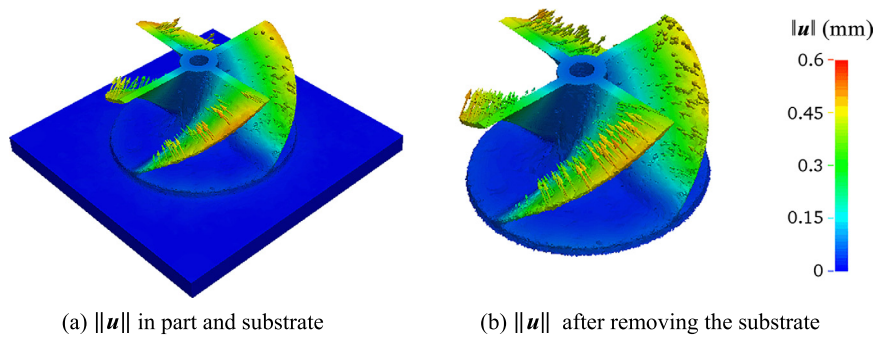 ‖u‖ (mm)
0.6
0.45
0.3
0.15
0
(a) ‖u‖ in part and substrate
(b) ‖u‖ after removing the substrate